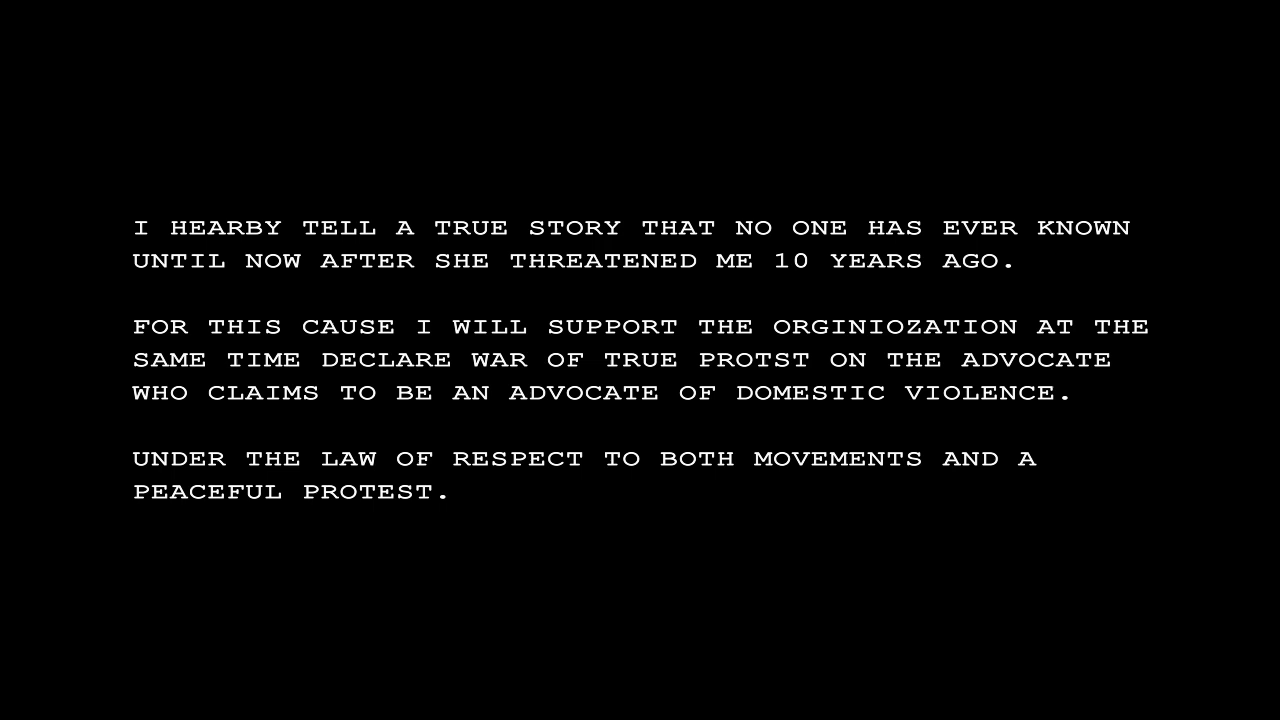 I HEARBY TELL A TRUE STORY THAT NO ONE HAS EVER KNOWN
UNTIL NOW AFTER SHE THREATENED ME 10 YEARS AGO.
FOR THIS CAUSE I WILL SUPPORT THE ORGINIOZATION AT THE
SAME TIME DECLARE WAR OF TRUE PROTST ON THE ADVOCATE
WHO CLAIMS TO BE AN ADVOCATE OF DOMESTIC VIOLENCE.
UNDER THE LAW OF RESPECT TO BOTH MOVEMENTS AND A
PEACEFUL PROTEST.